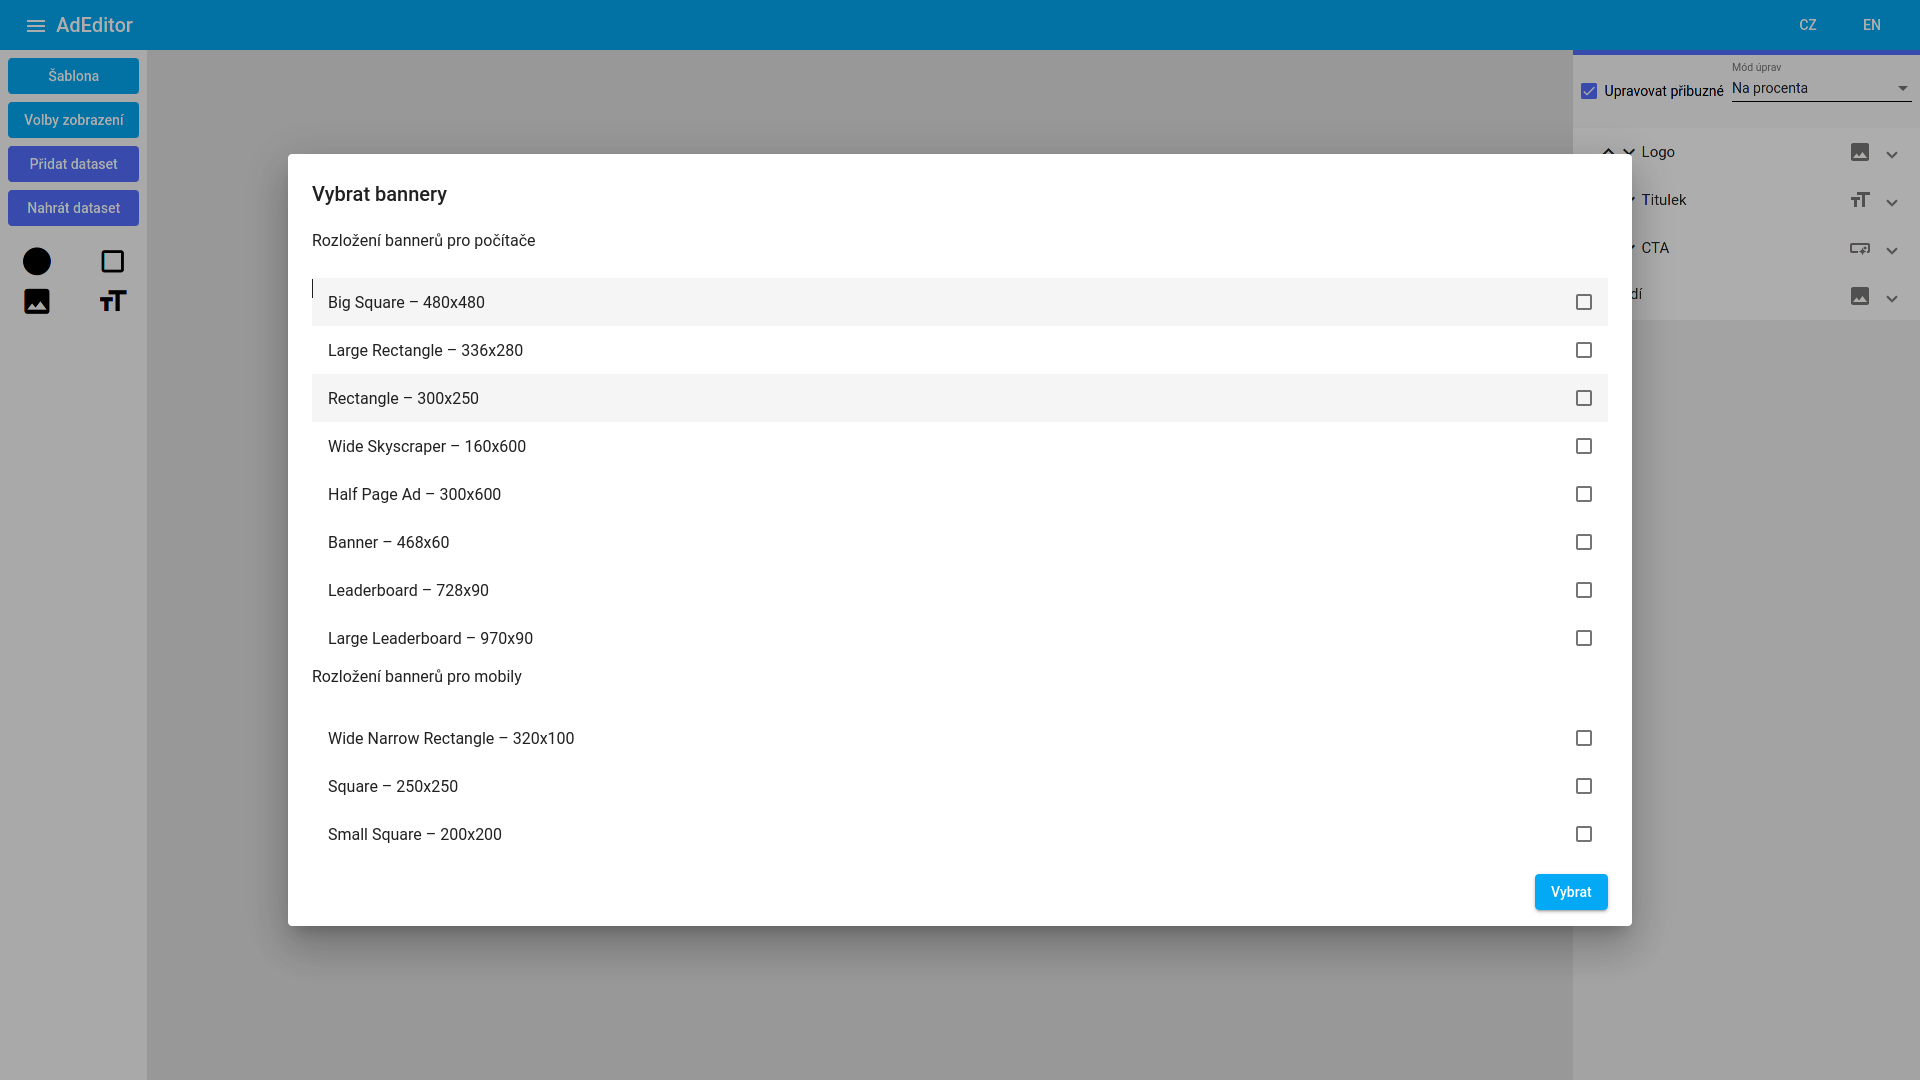 AdEditor
CZ
EN
Šablona
Volby zobrazení
Přidat dataset
Nahrát dataset
Mód úprav
Upravovat přibuzné
Na procenta
Logo
Titulek
CTA
dí
Vybrat bannery
Rozložení bannerů pro počítače
Big Square – 480x480
Large Rectangle – 336x280
Rectangle – 300x250
Wide Skyscraper – 160x600
Half Page Ad – 300x600
Banner – 468x60
Leaderboard – 728x90
Large Leaderboard – 970x90
Rozložení bannerů pro mobily
Wide Narrow Rectangle – 320x100
Square – 250x250
Small Square – 200x200
Vybrat